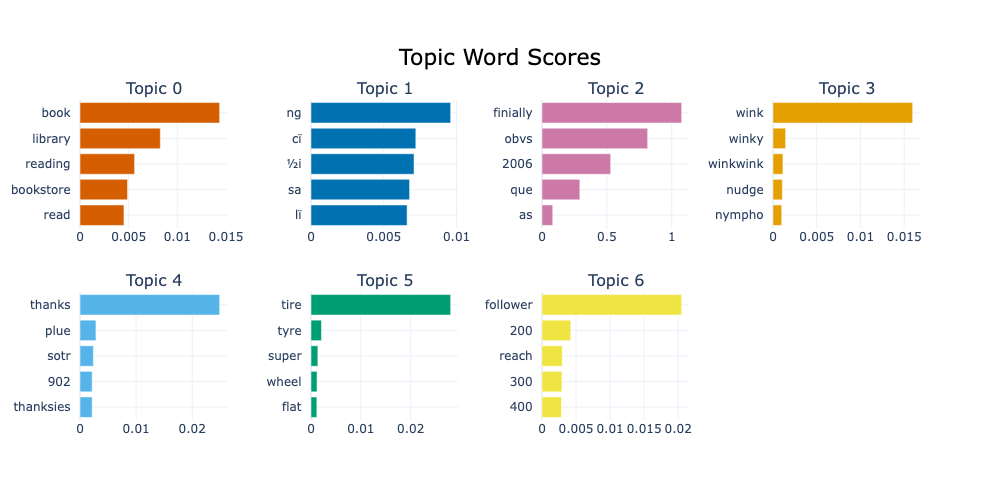 Topic Word Scores
Topic 0
book
library
reading
bookstore
read
0 0.005 0.01 0.015
Topic 1
ng
cï
½i
sa
lï
0 0.005 0.01
Topic 2
finially
obvs
2006
que
as
0 0.5 1
Topic 3
wink
winky
winkwink
nudge
nympho
0 0.005 0.01 0.015
Topic 4
thanks
plue
sotr
902
thanksies
0 0.01 0.02
Topic 5
tire
tyre
super
wheel
flat
0 0.01 0.02
Topic 6
follower
200
reach
300
400
0 0.005 0.01 0.015 0.02